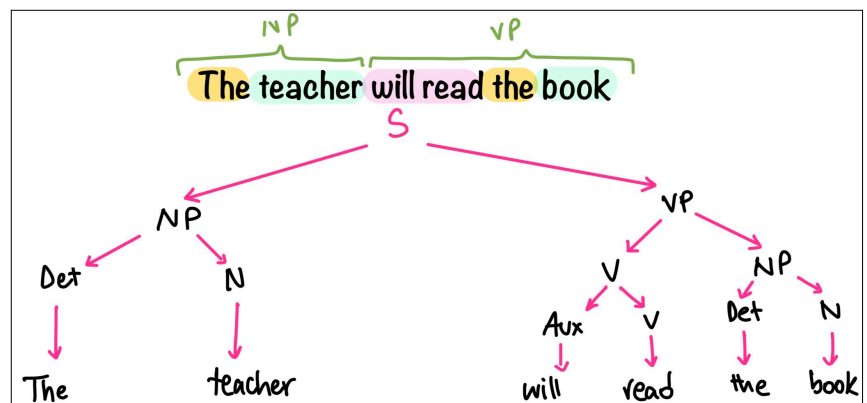 NP VP
The teacher will read the book
S
NP VP
Det N V NP
Aux V Det N
The teacher will read the book